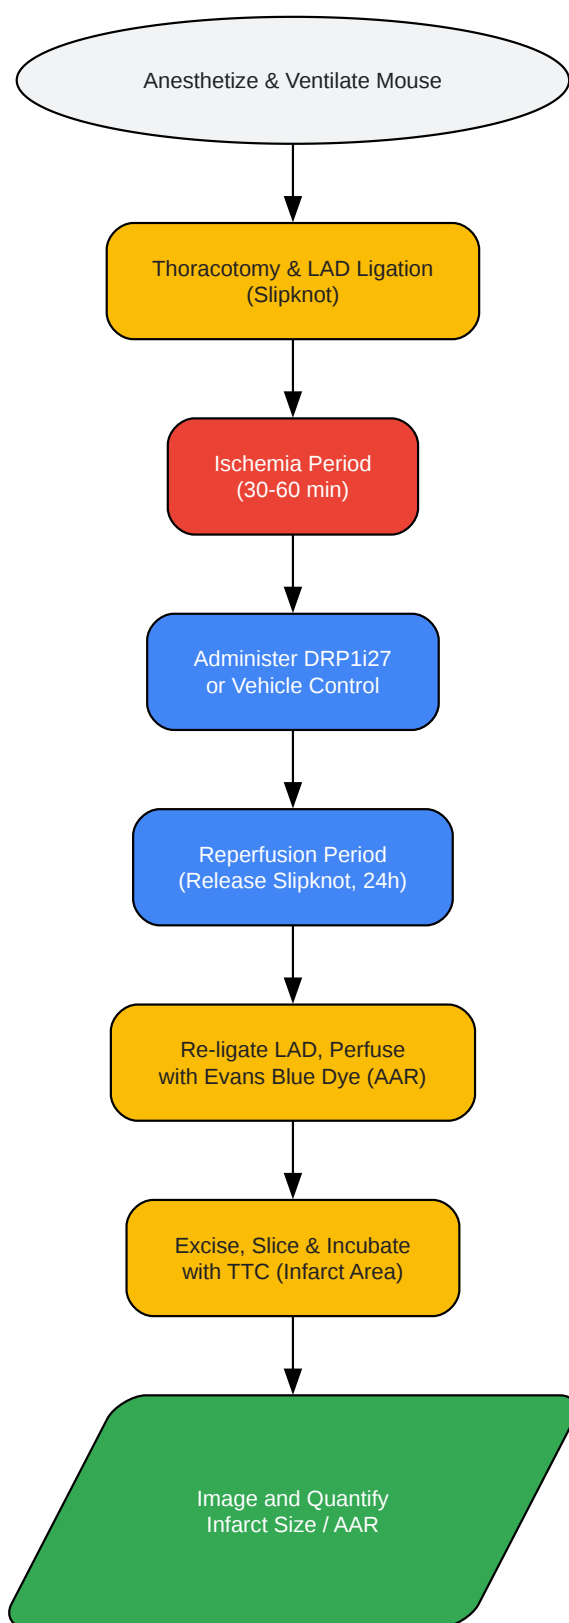 Anesthetize & Ventilate Mouse
Thoracotomy & LAD Ligation
(Slipknot)
Ischemia Period
(30-60 min)
Administer DRP1i27
or Vehicle Control
Reperfusion Period
(Release Slipknot, 24h)
Re-ligate LAD, Perfuse
with Evans Blue Dye (AAR)
Excise, Slice & Incubate
with TTC (Infarct Area)
Image and Quantify
Infarct Size / AAR